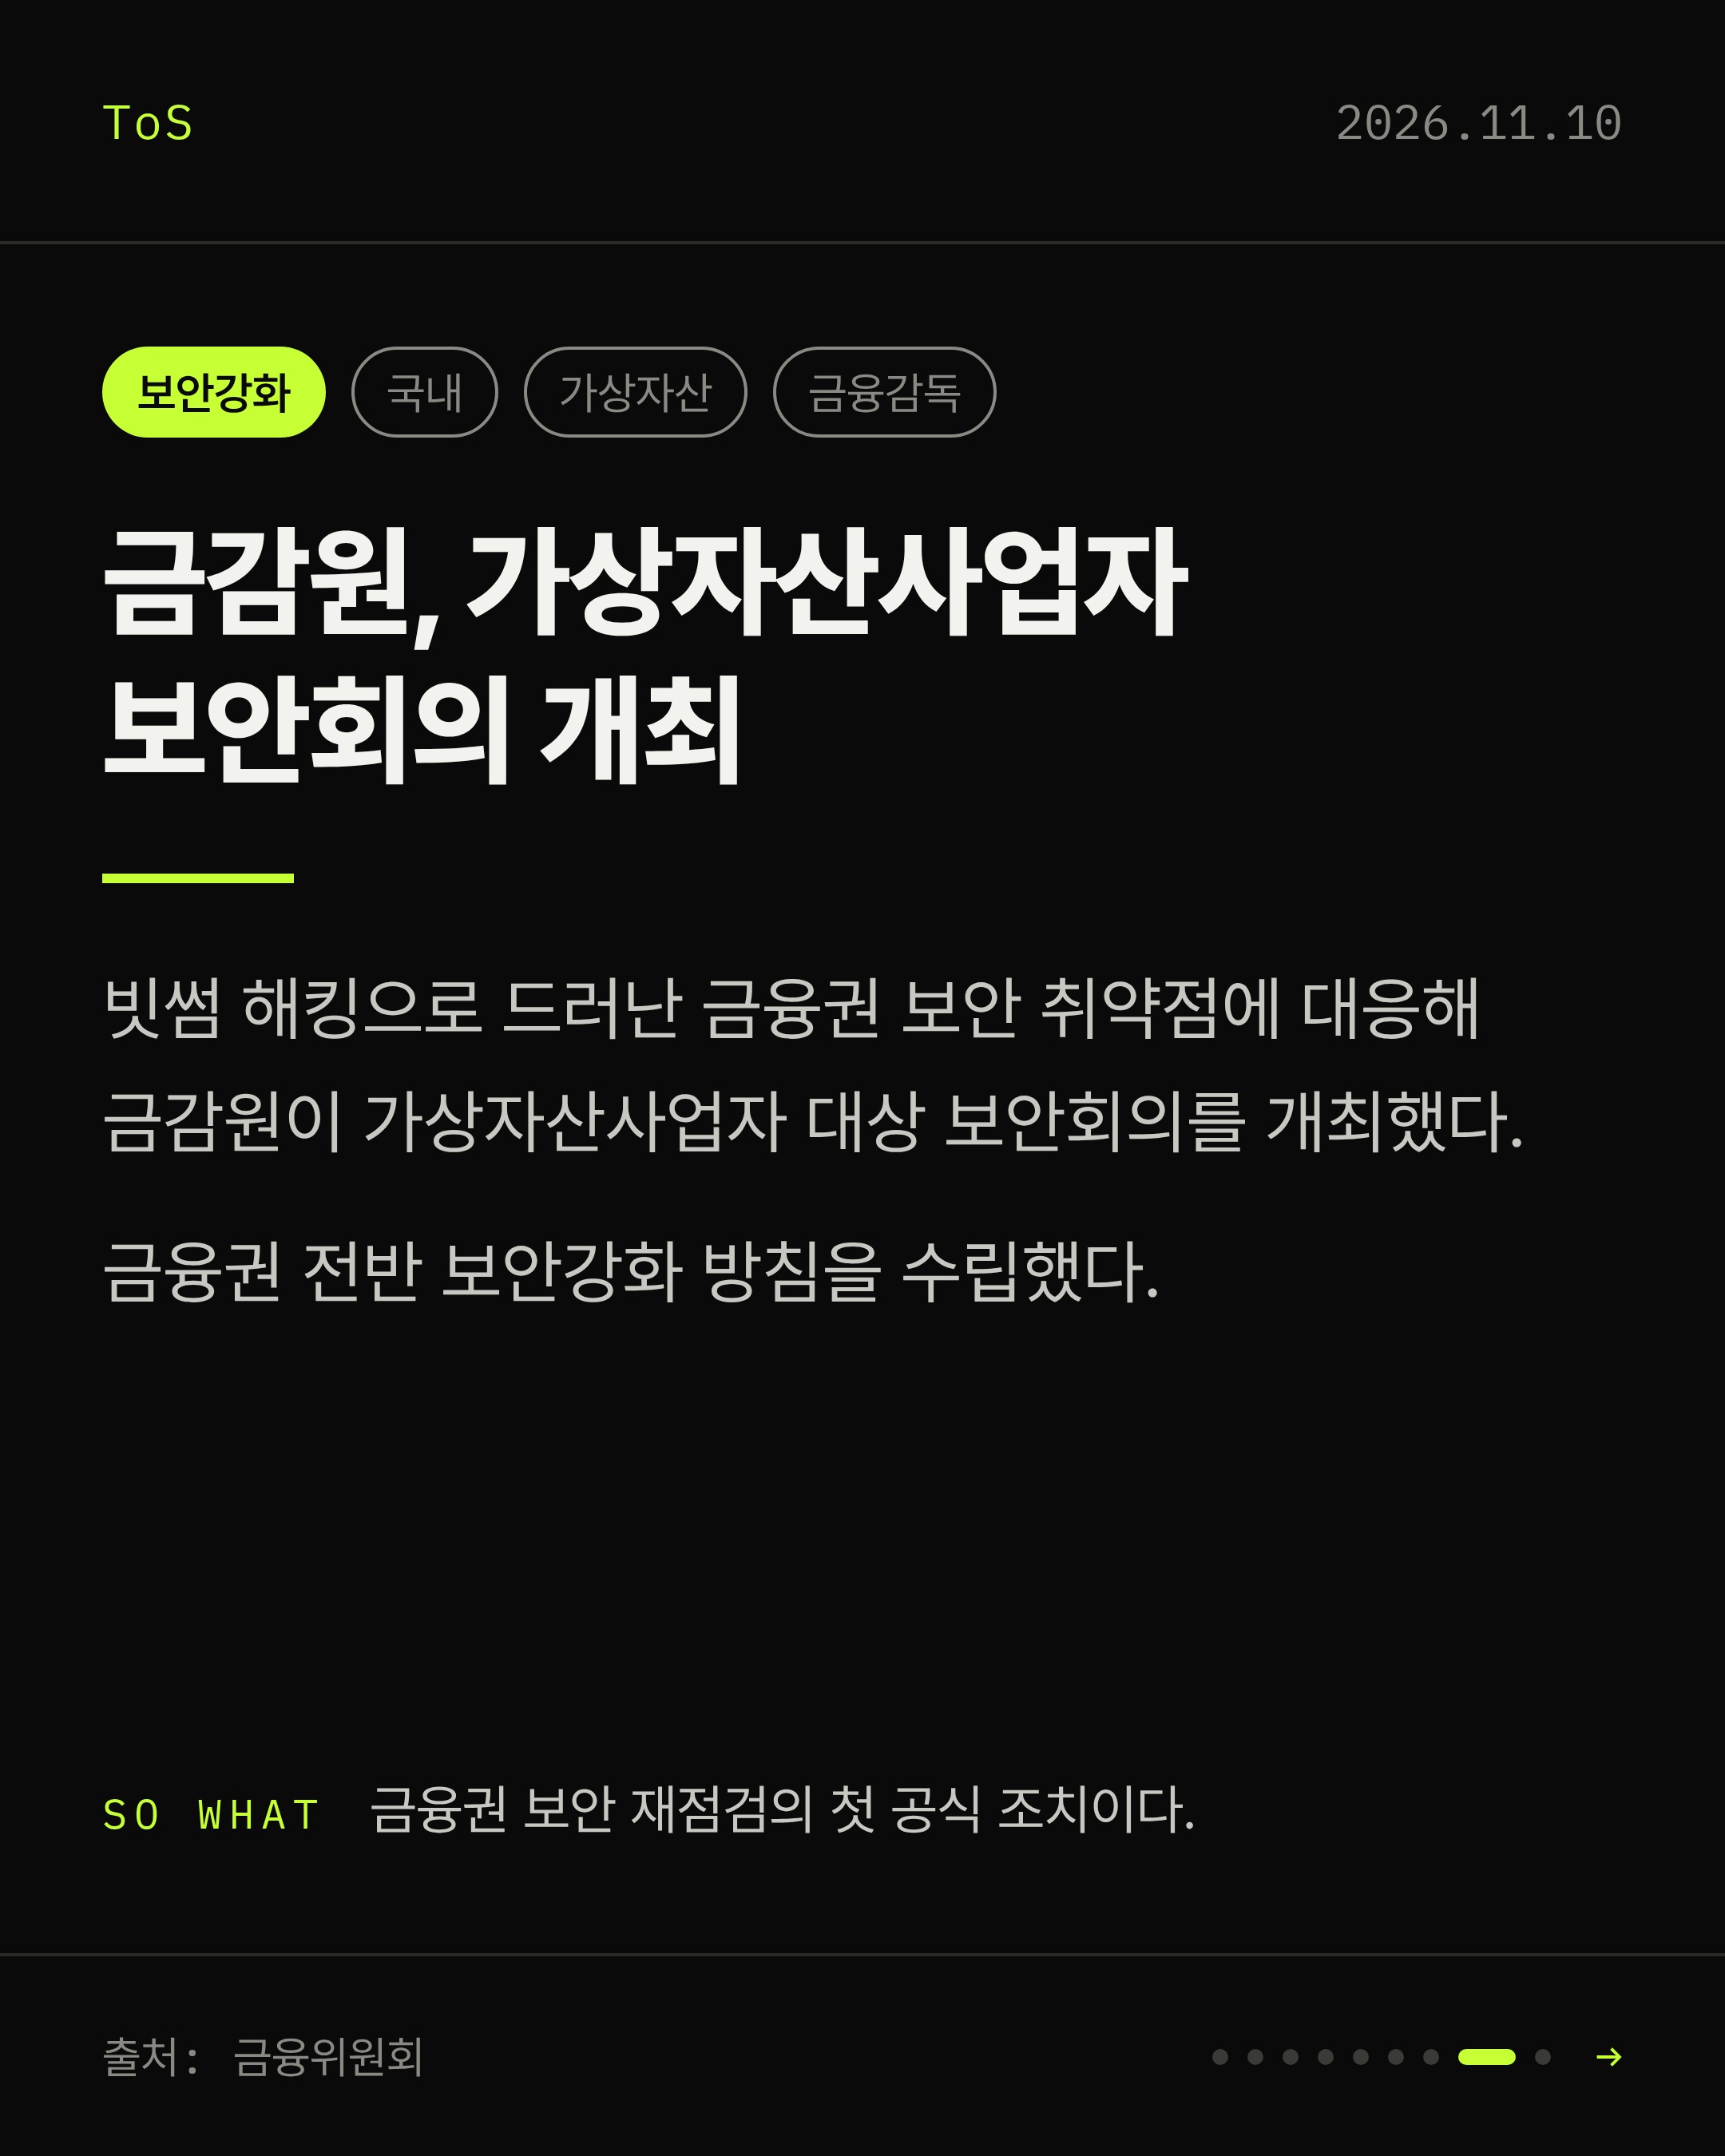 ToS
2026.11.10
보안강화 국내 가상자산 금융감독
금감원, 가상자산사업자
보안회의 개최
빗썸 해킹으로 드러난 금융권 보안 취약점에 대응해
금감원이 가상자산사업자 대상 보안회의를 개최했다.
금융권 전반 보안강화 방침을 수립했다.
SO WHAT 금융권 보안 재점검의 첫 공식 조치이다.
출처: 금융위원회
→